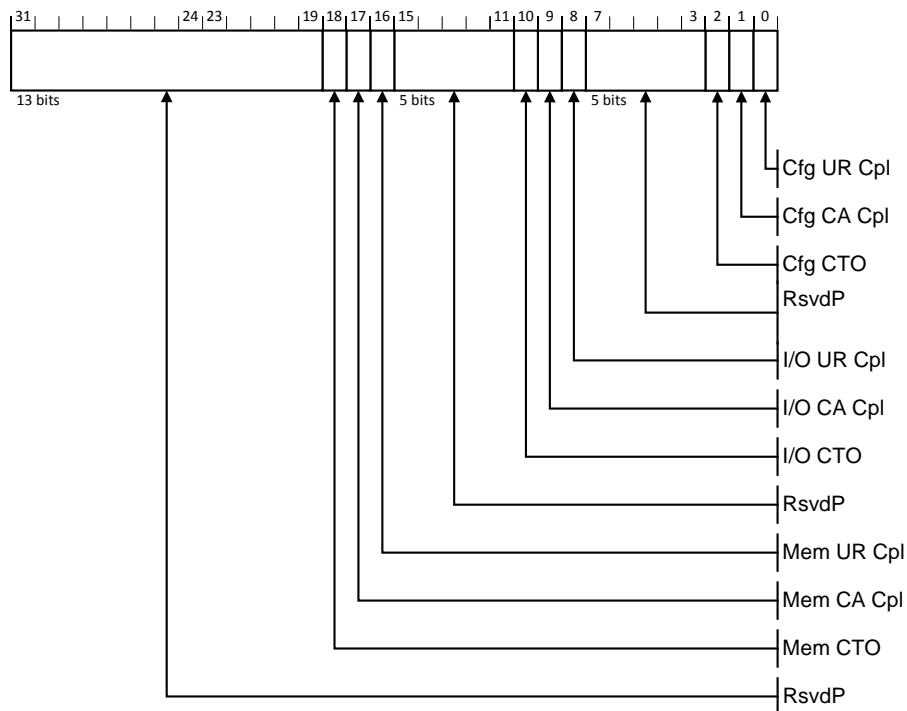 31 24 23 19 18 17 16 15 11 10 9 8 7 3 2 1 0
13 bits 5 bits 5 bits
Cfg UR Cpl
Cfg CA Cpl
Cfg CTO
RsvdP
I/O UR Cpl
I/O CA Cpl
I/O CTO
RsvdP
Mem UR Cpl
Mem CA Cpl
Mem CTO
RsvdP